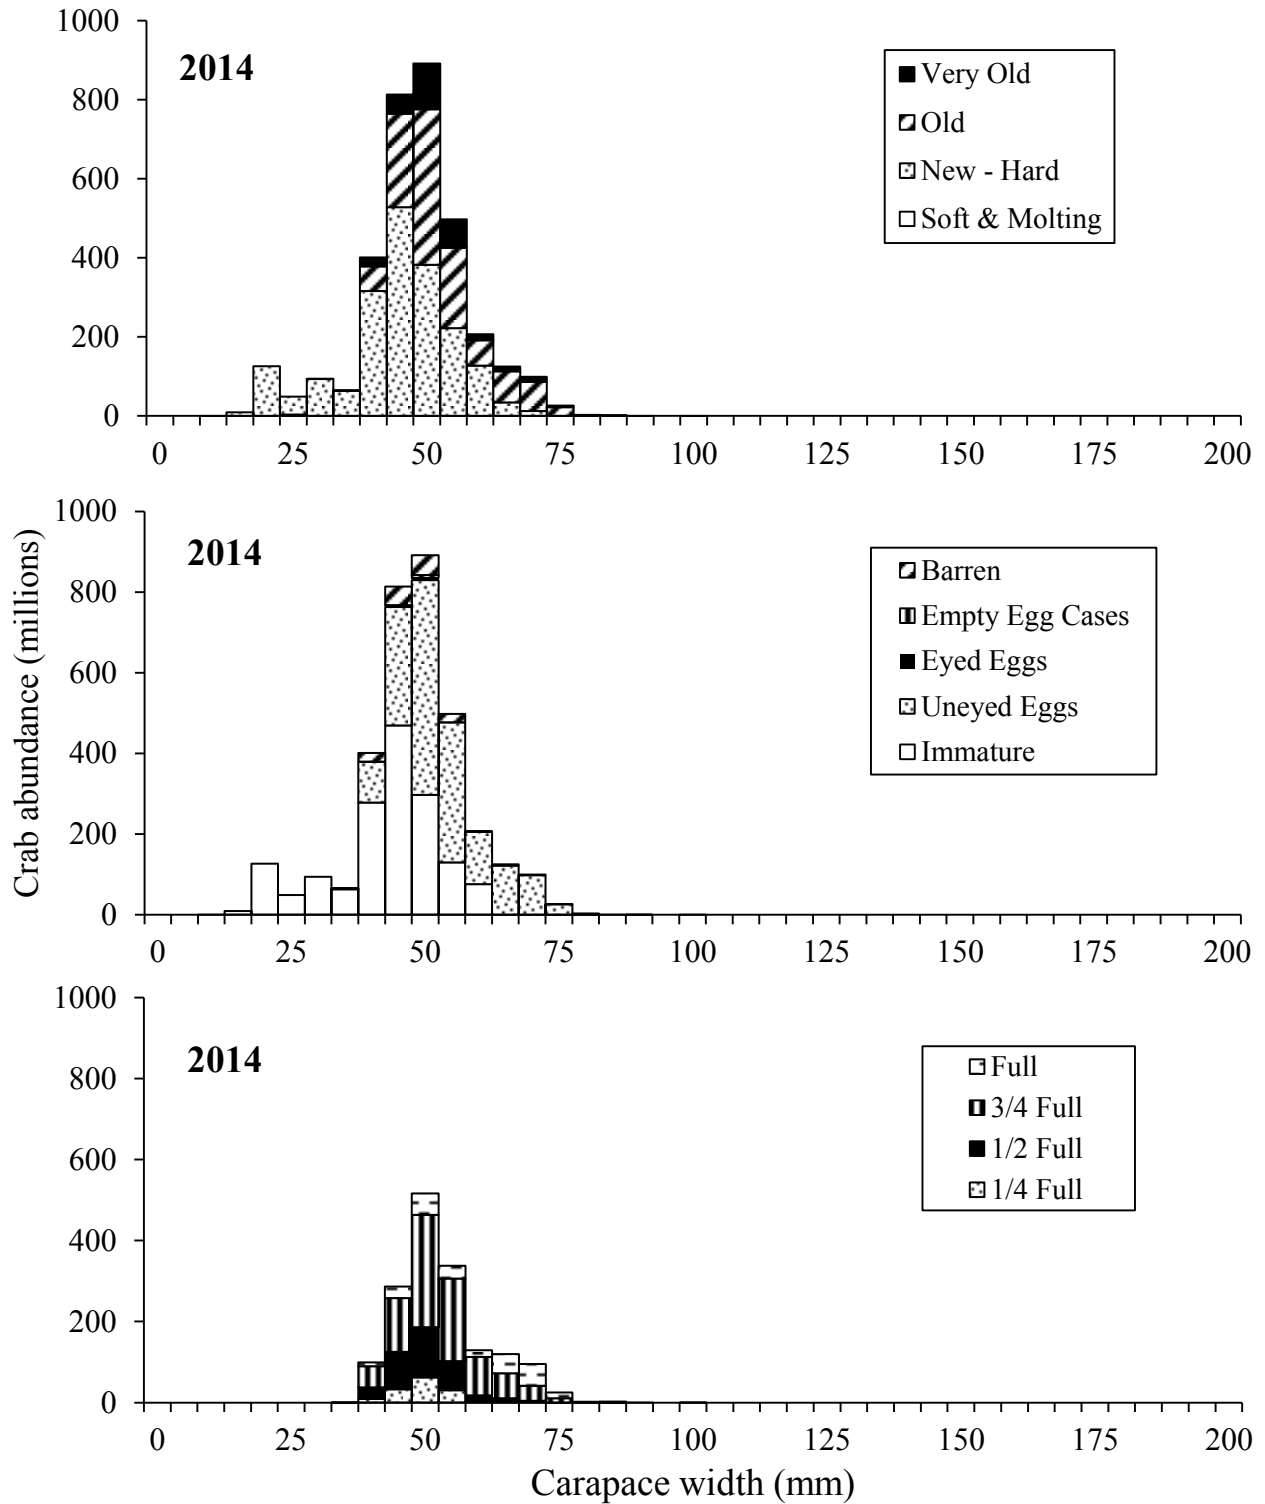 1000
800
600
400
200
0
2014
Very Old
Old
New - Hard
Soft & Molting
0 25 50 75 100 125 150 175 200
Crab abundance (millions)
1000
800
600
400
200
0
2014
Barren
Empty Egg Cases
Eyed Eggs
Uneyed Eggs
Immature
0 25 50 75 100 125 150 175 200
1000
800
600
400
200
0
2014
Full
3/4 Full
1/2 Full
1/4 Full
0 25 50 75 100 125 150 175 200
Carapace width (mm)